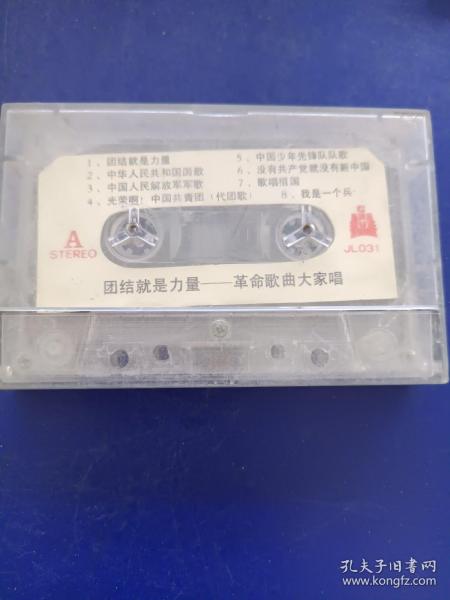 1、团结就是力量
2、中华人民共和国国歌
3、中国人民解放军军歌
4、光荣啊！中国共青团（代团歌）
5、中国少年先锋队队歌
6、没有共产党就没有新中国
7、歌唱祖国
8、我是一个兵
A
STEREO
JL031
团结就是力量——革命歌曲大家唱
孔夫子旧书网
www.kongfz.com